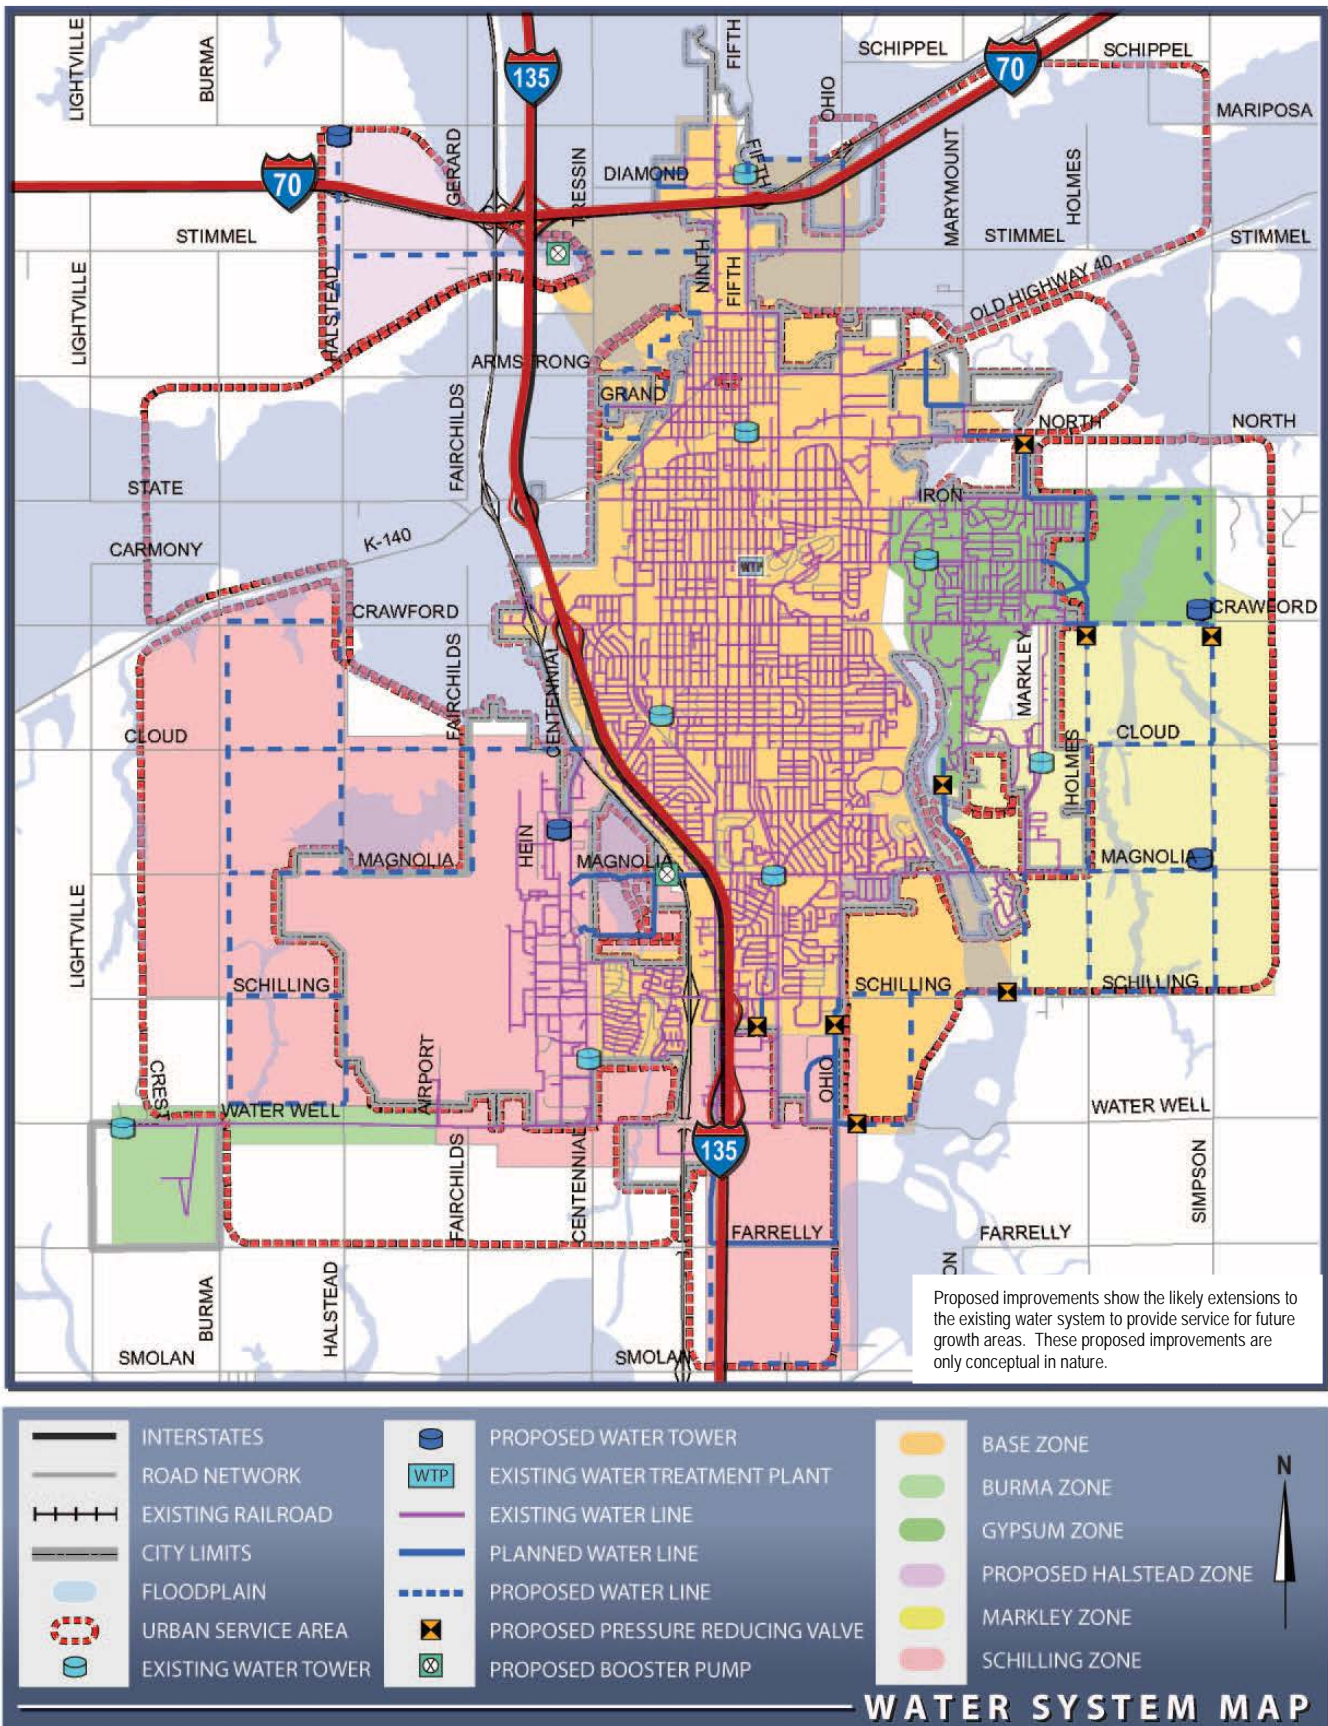 LIGHTVILLE
BURMA
135
FIFTH
SCHIPPEL
70
SCHIPPEL
OHIO
MARIPOSA
GERARD
70
DIAMOND
FIFTH
MARYMOUNT
HOLMES
STIMMEL
STIMMEL
STIMMEL
LIGHTVILLE
HALSTEAD
NINTH
FIFTH
OLD HIGHWAY 40
ARMSTRONG
GRAND
FAIRCHILDS
NORTH
NORTH
STATE
IRON
CARMONY
K-140
WTP
CRAWFORD
CRAWFORD
FAIRCHILDS
CENTENNIAL
MARKLEY
CLOUD
CLOUD
HOLMES
HEIN
MAGNOLIA
MAGNOLIA
MAGNOLIA
LIGHTVILLE
SCHILLING
SCHILLING
SCHILLING
CREST
AIRPORT
OHIO
WATER WELL
WATER WELL
135
FAIRCHILDS
CENTENNIAL
SIMPSON
FARRELLY
FARRELLY
BURMA
HALSTEAD
ON
SMOLAN
SMOLAN
Proposed improvements show the likely extensions to
the existing water system to provide service for future
growth areas. These proposed improvements are
only conceptual in nature.
INTERSTATES
ROAD NETWORK
EXISTING RAILROAD
CITY LIMITS
FLOODPLAIN
URBAN SERVICE AREA
EXISTING WATER TOWER
PROPOSED WATER TOWER
WTP EXISTING WATER TREATMENT PLANT
EXISTING WATER LINE
PLANNED WATER LINE
PROPOSED WATER LINE
PROPOSED PRESSURE REDUCING VALVE
PROPOSED BOOSTER PUMP
BASE ZONE
BURMA ZONE
GYPSUM ZONE
PROPOSED HALSTEAD ZONE
MARKLEY ZONE
SCHILLING ZONE
N
WATER SYSTEM MAP